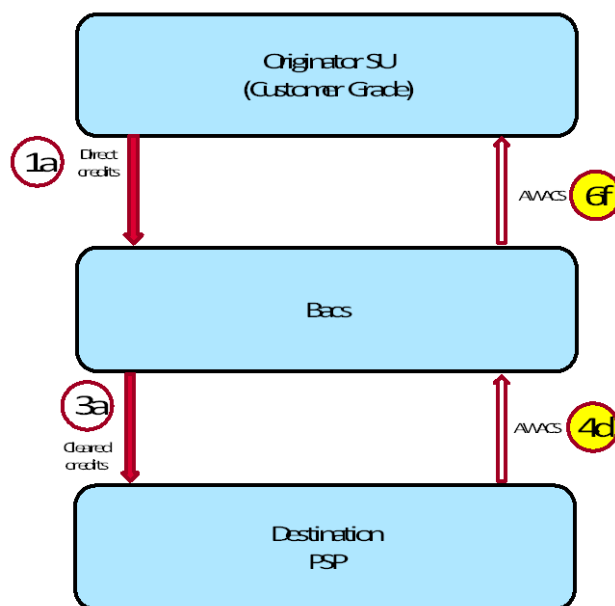 Originator SU
(Customer Grade)
1a
Direct
credits
AWACS
6f
Bacs
3a
Cleared
credits
AWACS
4d
Destination
PSP